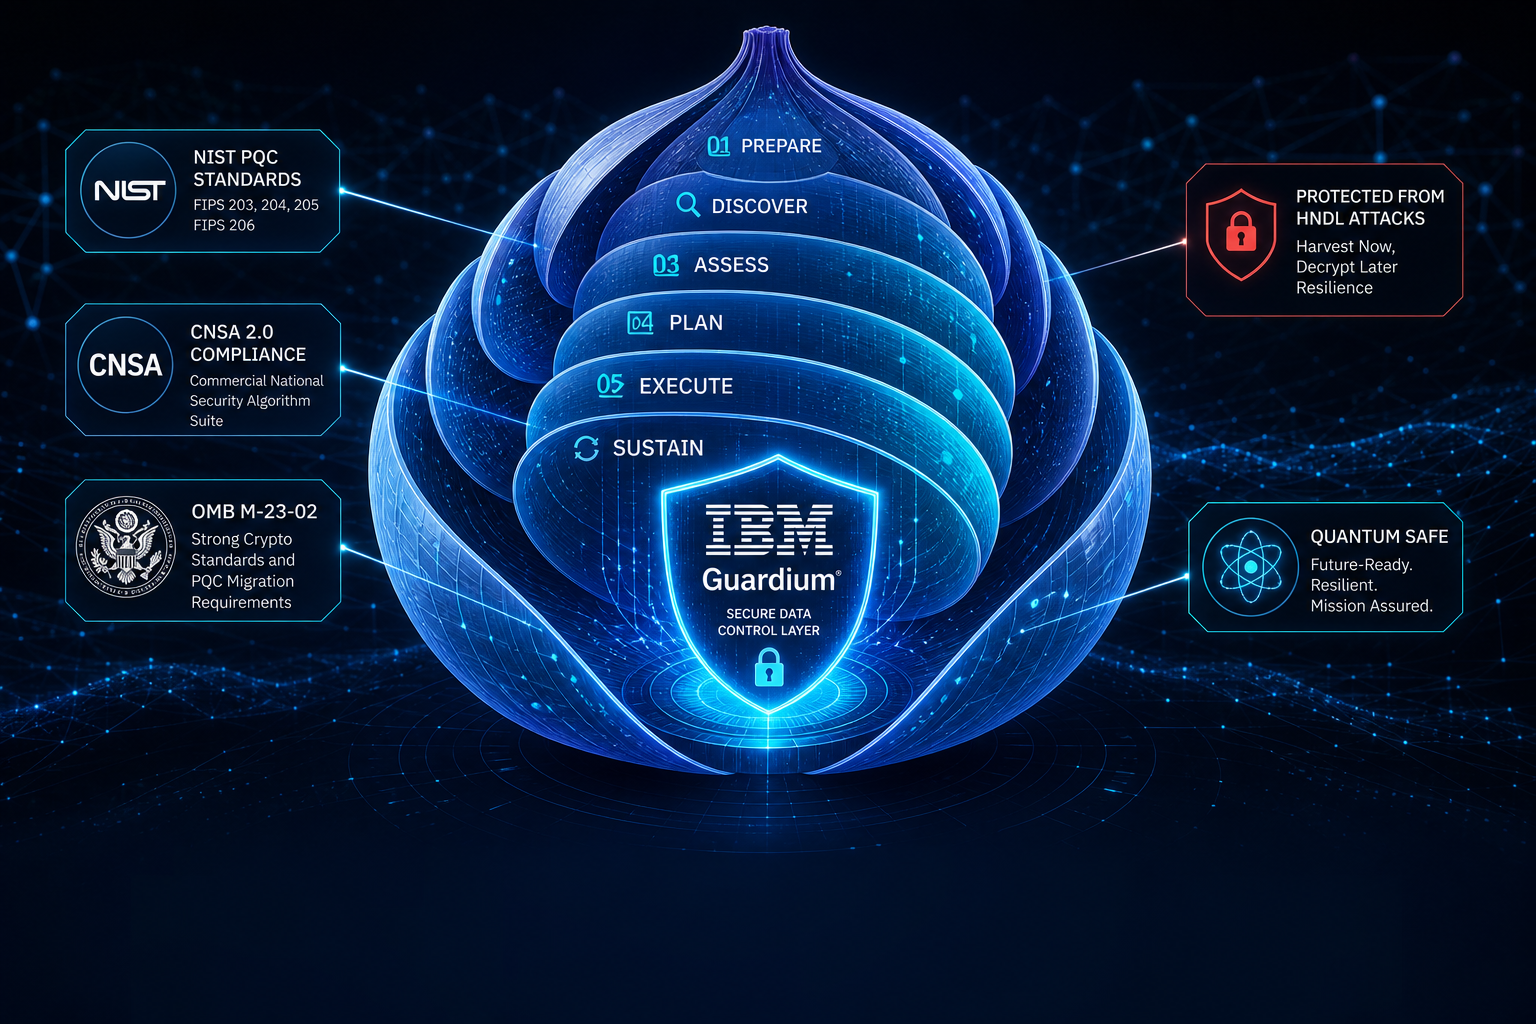 01 PREPARE
DISCOVER
03 ASSESS
04 PLAN
05 EXECUTE
SUSTAIN
IBM
Guardium®
SECURE DATA
CONTROL LAYER
NIST
NIST PQC
STANDARDS
FIPS 203, 204, 205
FIPS 206
CNSA
CNSA 2.0
COMPLIANCE
Commercial National
Security Algorithm
Suite
OMB M-23-02
Strong Crypto
Standards and
PQC Migration
Requirements
PROTECTED FROM
HNDL ATTACKS
Harvest Now,
Decrypt Later
Resilience
QUANTUM SAFE
Future-Ready.
Resilient.
Mission Assured.